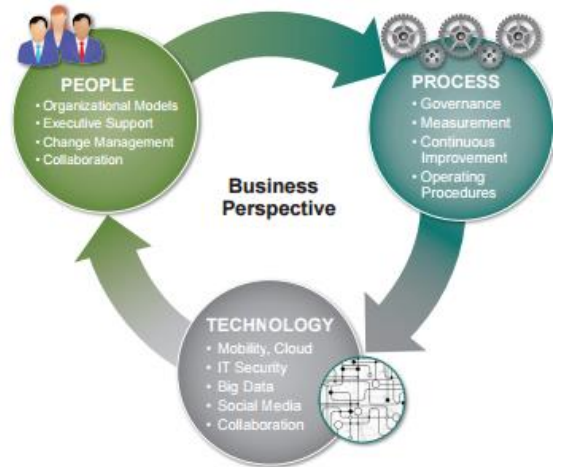 PEOPLE
• Organizational Models
• Executive Support
• Change Management
• Collaboration
PROCESS
• Governance
• Measurement
• Continuous
Improvement
• Operating
Procedures
Business
Perspective
TECHNOLOGY
• Mobility, Cloud
• IT Security
• Big Data
• Social Media
• Collaboration